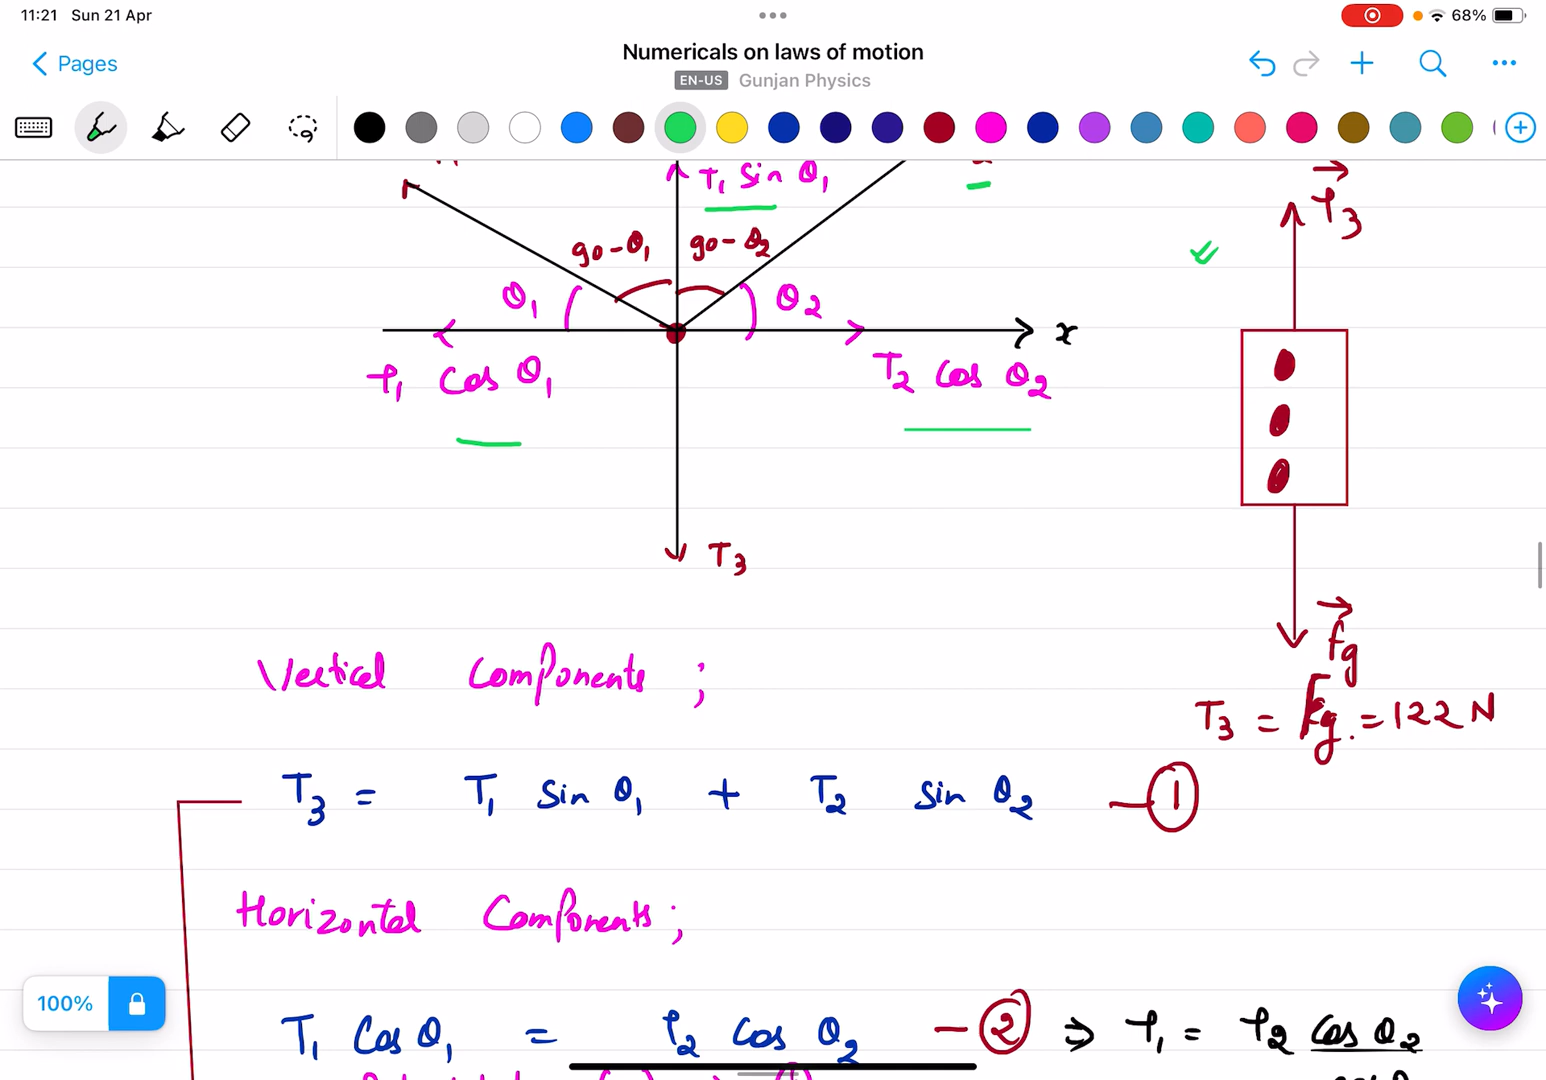 11:21 Sun 21 Apr
68%
Pages
Numericals on laws of motion
EN-US Gunjan Physics
T1 sin θ1
T3
90-θ1 90-θ2
θ1 θ2
x
T1 cos θ1
T2 cos θ2
T3
Fg
Vertical Components ;
T3 = Fg. = 122 N
T3 = T1 sin θ1 + T2 sin θ2 - 1
Horizontal Components ;
100%
T1 cos θ1 = T2 cos θ2 - 2 ⇒ T1 = T2 cos θ2